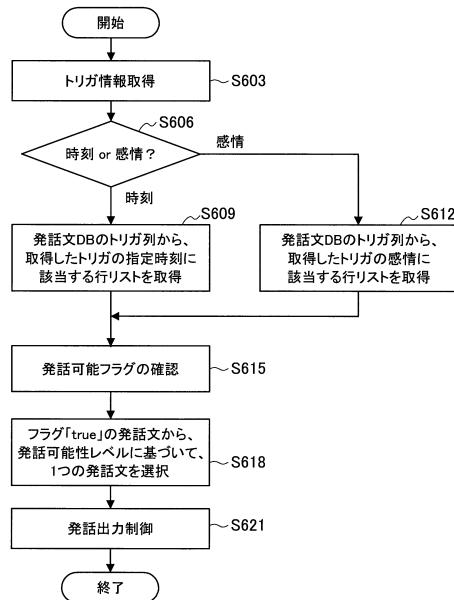 開始
トリガ情報取得
S603
S606
時刻 or 感情？
感情
時刻
S609
発話文DBのトリガ列から、
取得したトリガの指定時刻に
該当する行リストを取得
S612
発話文DBのトリガ列から、
取得したトリガの感情に
該当する行リストを取得
発話可能フラグの確認
S615
フラグ「true」の発話文から、
発話可能性レベルに基づいて、
1つの発話文を選択
S618
発話出力制御
S621
終了